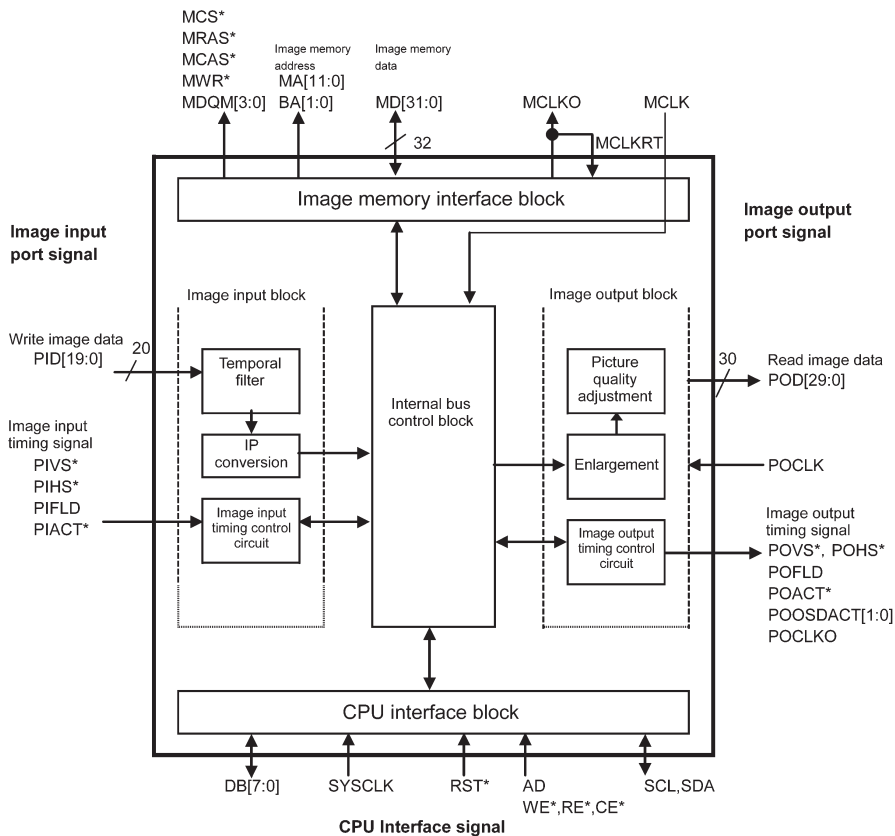 MCS*
MRAS*
MCAS*
MWR*
MDQM[3:0]
Image memory
address
MA[11:0]
BA[1:0]
Image memory
data
MD[31:0]
32
MCLKO
MCLK
MCLKRT
Image memory interface block
Image input
port signal
Image output
port signal
Image input block
Image output block
Write image data
PID[19:0]
20
Temporal
filter
IP
conversion
Image input
timing control
circuit
Image input
timing signal
PIVS*
PIHS*
PIFLD
PIACT*
Internal bus
control block
Picture
quality
adjustment
Enlargement
Image output
timing control
circuit
30
Read image data
POD[29:0]
POCLK
Image output
timing signal
POVS*, POHS*
POFLD
POACT*
POOSDACT[1:0]
POCLKO
CPU interface block
DB[7:0]
SYSCLK
RST*
AD
WE*,RE*,CE*
SCL,SDA
CPU Interface signal